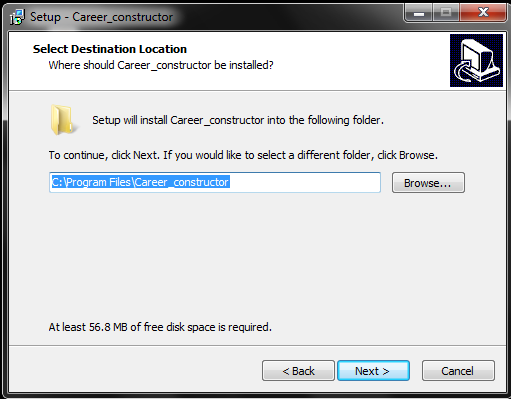 Setup - Career_constructor
Select Destination Location
Where should Career_constructor be installed?
Setup will install Career_constructor into the following folder.
To continue, click Next. If you would like to select a different folder, click Browse.
C:\Program Files\Career_constructor
Browse...
At least 56.8 MB of free disk space is required.
< Back
Next >
Cancel